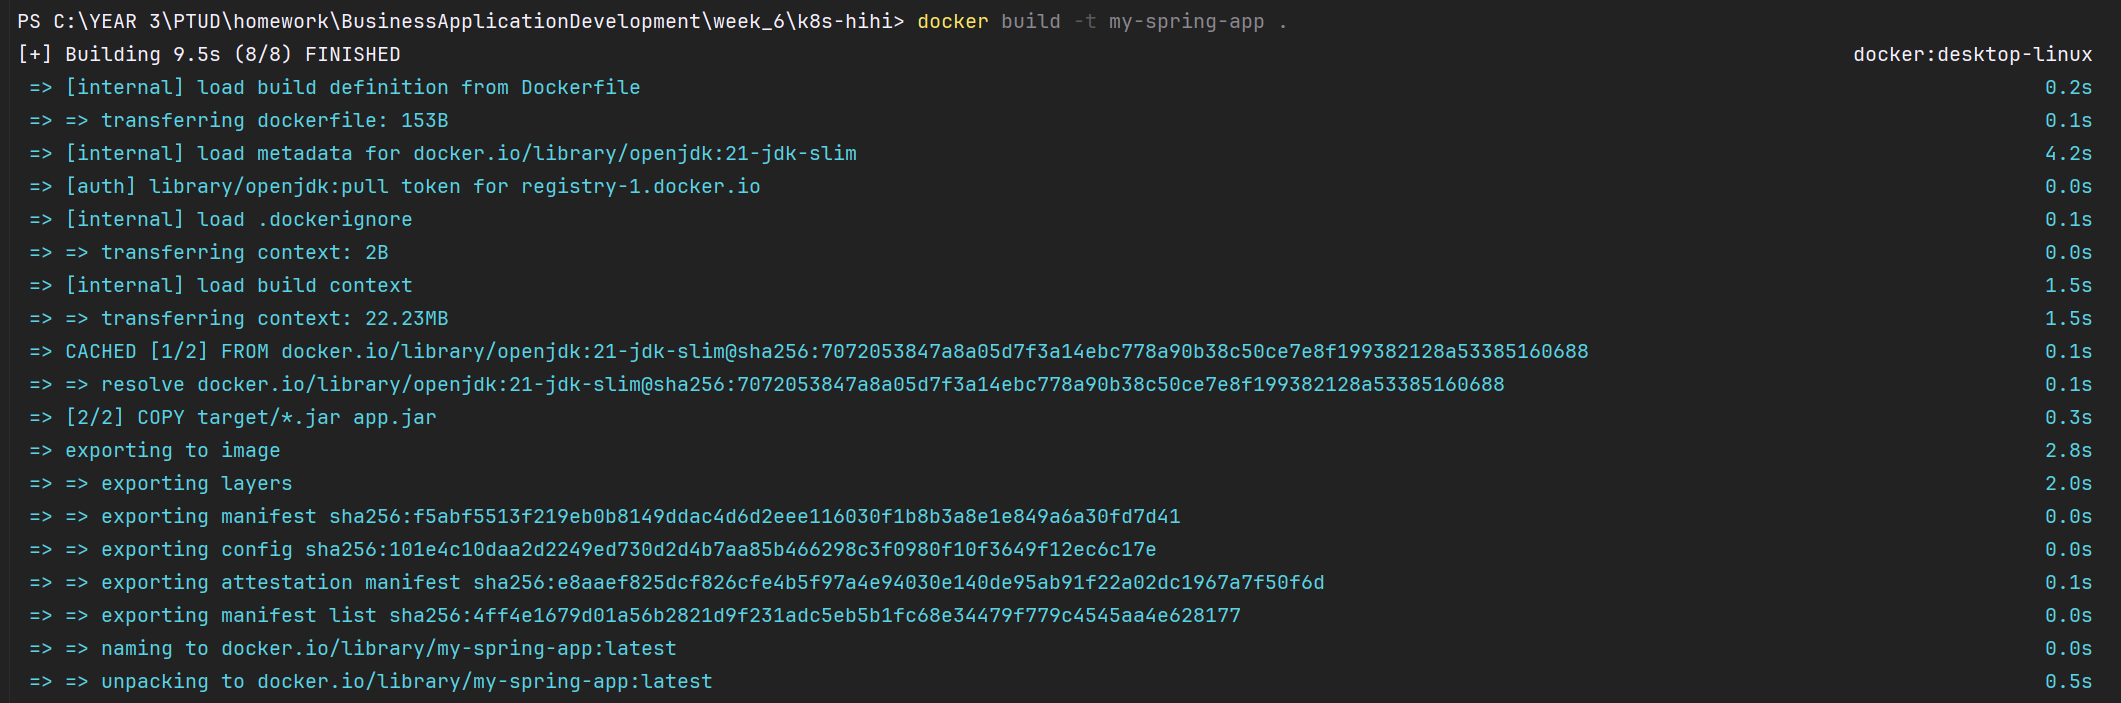 PS C:\YEAR 3\PTUD\homework\BusinessApplicationDevelopment\week_6\k8s-hihi> docker build -t my-spring-app .
[+] Building 9.5s (8/8) FINISHED docker:desktop-linux
=> [internal] load build definition from Dockerfile 0.2s
=> => transferring dockerfile: 153B 0.1s
=> [internal] load metadata for docker.io/library/openjdk:21-jdk-slim 4.2s
=> [auth] library/openjdk:pull token for registry-1.docker.io 0.0s
=> [internal] load .dockerignore 0.1s
=> => transferring context: 2B 0.0s
=> [internal] load build context 1.5s
=> => transferring context: 22.23MB 1.5s
=> CACHED [1/2] FROM docker.io/library/openjdk:21-jdk-slim@sha256:7072053847a8a05d7f3a14ebc778a90b38c50ce7e8f199382128a53385160688 0.1s
=> => resolve docker.io/library/openjdk:21-jdk-slim@sha256:7072053847a8a05d7f3a14ebc778a90b38c50ce7e8f199382128a53385160688 0.1s
=> [2/2] COPY target/*.jar app.jar 0.3s
=> exporting to image 2.8s
=> => exporting layers 2.0s
=> => exporting manifest sha256:f5abf5513f219eb0b8149ddac4d6d2eee116030f1b8b3a8e1e849a6a30fd7d41 0.0s
=> => exporting config sha256:101e4c10daa2d2249ed730d2d4b7aa85b466298c3f0980f10f3649f12ec6c17e 0.0s
=> => exporting attestation manifest sha256:e8aaef825dcf826cfe4b5f97a4e94030e140de95ab91f22a02dc1967a7f50f6d 0.1s
=> => exporting manifest list sha256:4ff4e1679d01a56b2821d9f231adc5eb5b1fc68e34479f779c4545aa4e628177 0.0s
=> => naming to docker.io/library/my-spring-app:latest 0.0s
=> => unpacking to docker.io/library/my-spring-app:latest 0.5s